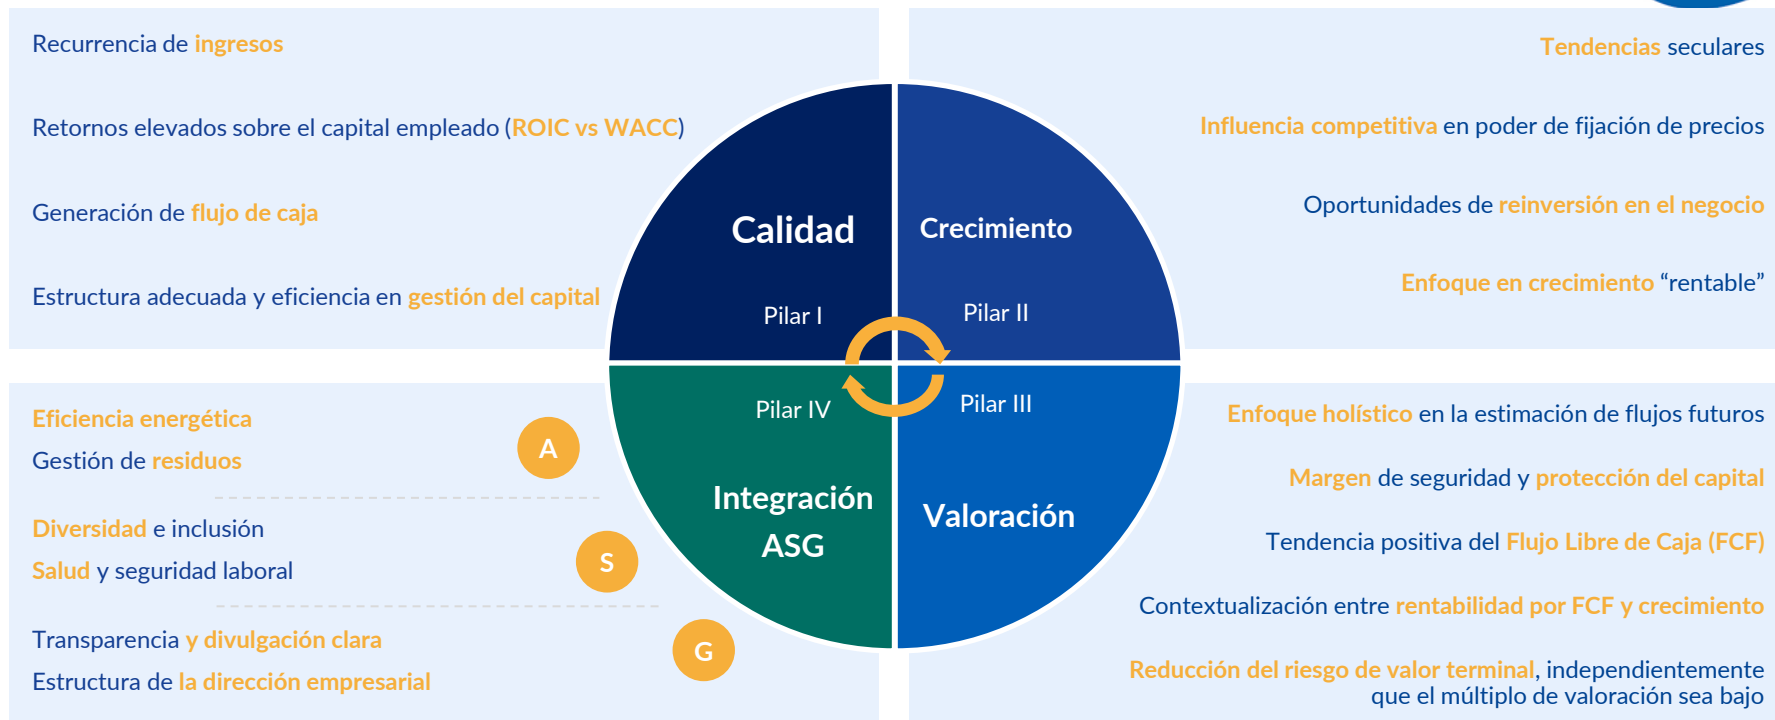 Recurrencia de ingresos
Retornos elevados sobre el capital empleado (ROIC vs WACC)
Generación de flujo de caja
Estructura adecuada y eficiencia en gestión del capital
Calidad
Pilar I
Tendencias seculares
Influencia competitiva en poder de fijación de precios
Oportunidades de reinversión en el negocio
Enfoque en crecimiento “rentable”
Crecimiento
Pilar II
Eficiencia energética
Gestión de residuos
A
Diversidad e inclusión
Salud y seguridad laboral
S
Transparencia y divulgación clara
Estructura de la dirección empresarial
G
Pilar IV
Integración
ASG
Pilar III
Valoración
Enfoque holístico en la estimación de flujos futuros
Margen de seguridad y protección del capital
Tendencia positiva del Flujo Libre de Caja (FCF)
Contextualización entre rentabilidad por FCF y crecimiento
Reducción del riesgo de valor terminal, independientemente
que el múltiplo de valoración sea bajo